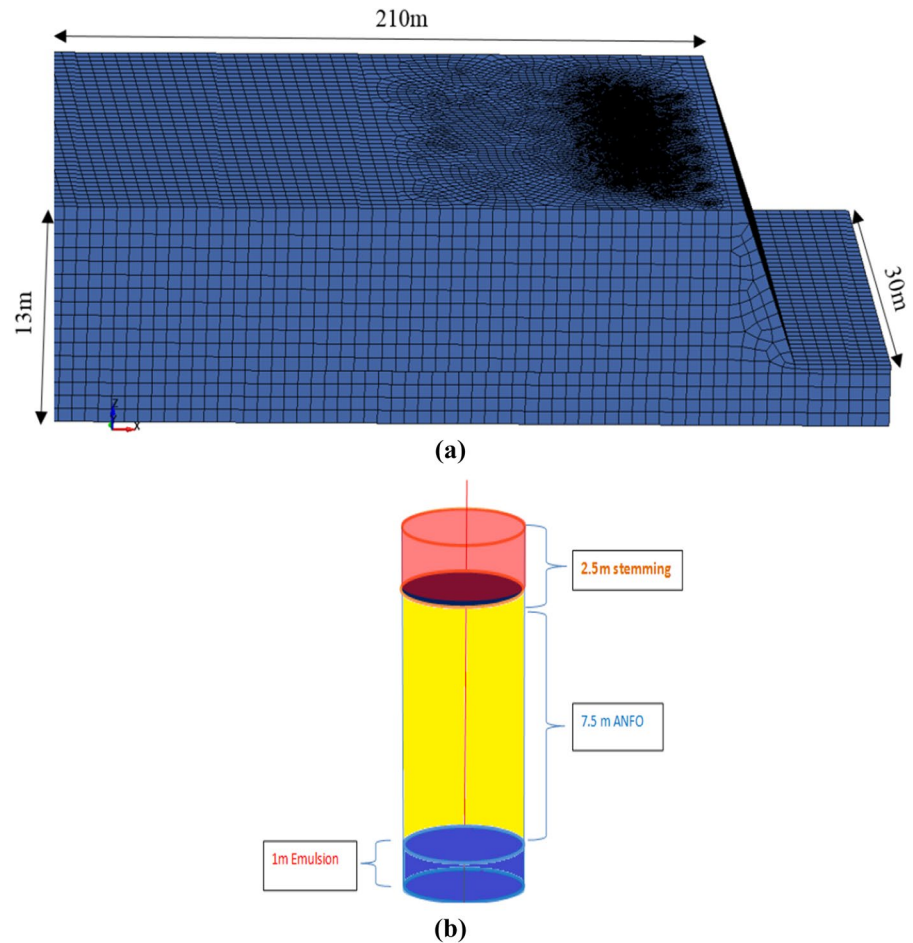 210m
13m
30m
Z
X
(a)
2.5m stemming
7.5 m ANFO
1m Emulsion
(b)